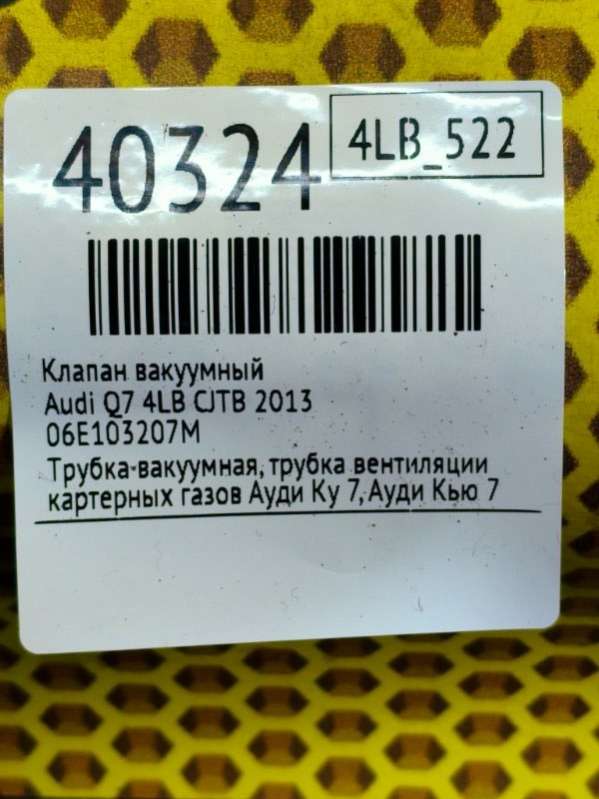 40324
4LB_522
Клапан вакуумный
Audi Q7 4LB CJTB 2013
06E103207M
Трубка-вакуумная, трубка вентиляции
картерных газов Ауди Ку 7, Ауди Кью 7